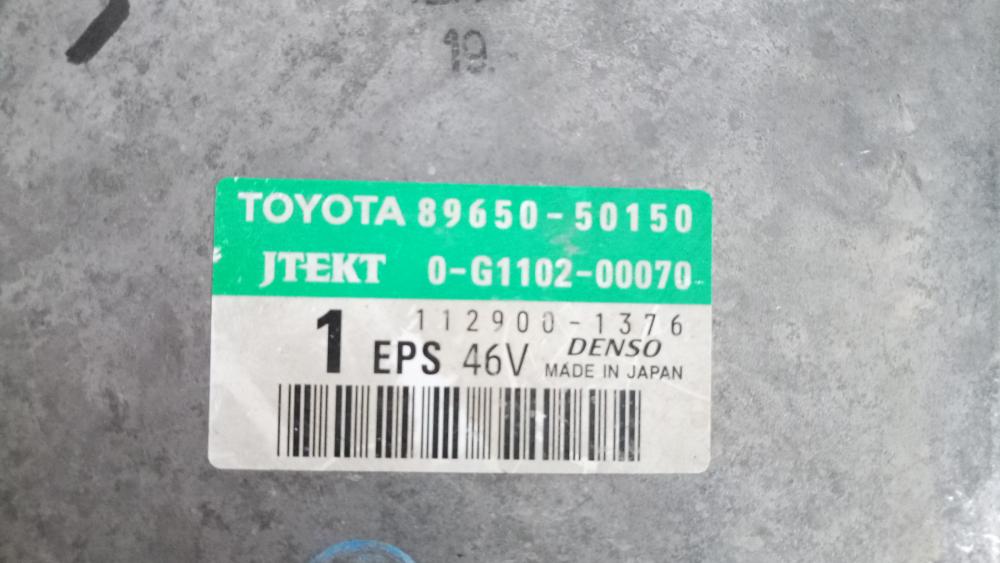 19.
TOYOTA 89650-50150
JTEKT 0-G1102-00070
112900-1376
1 EPS 46V DENSO
MADE IN JAPAN